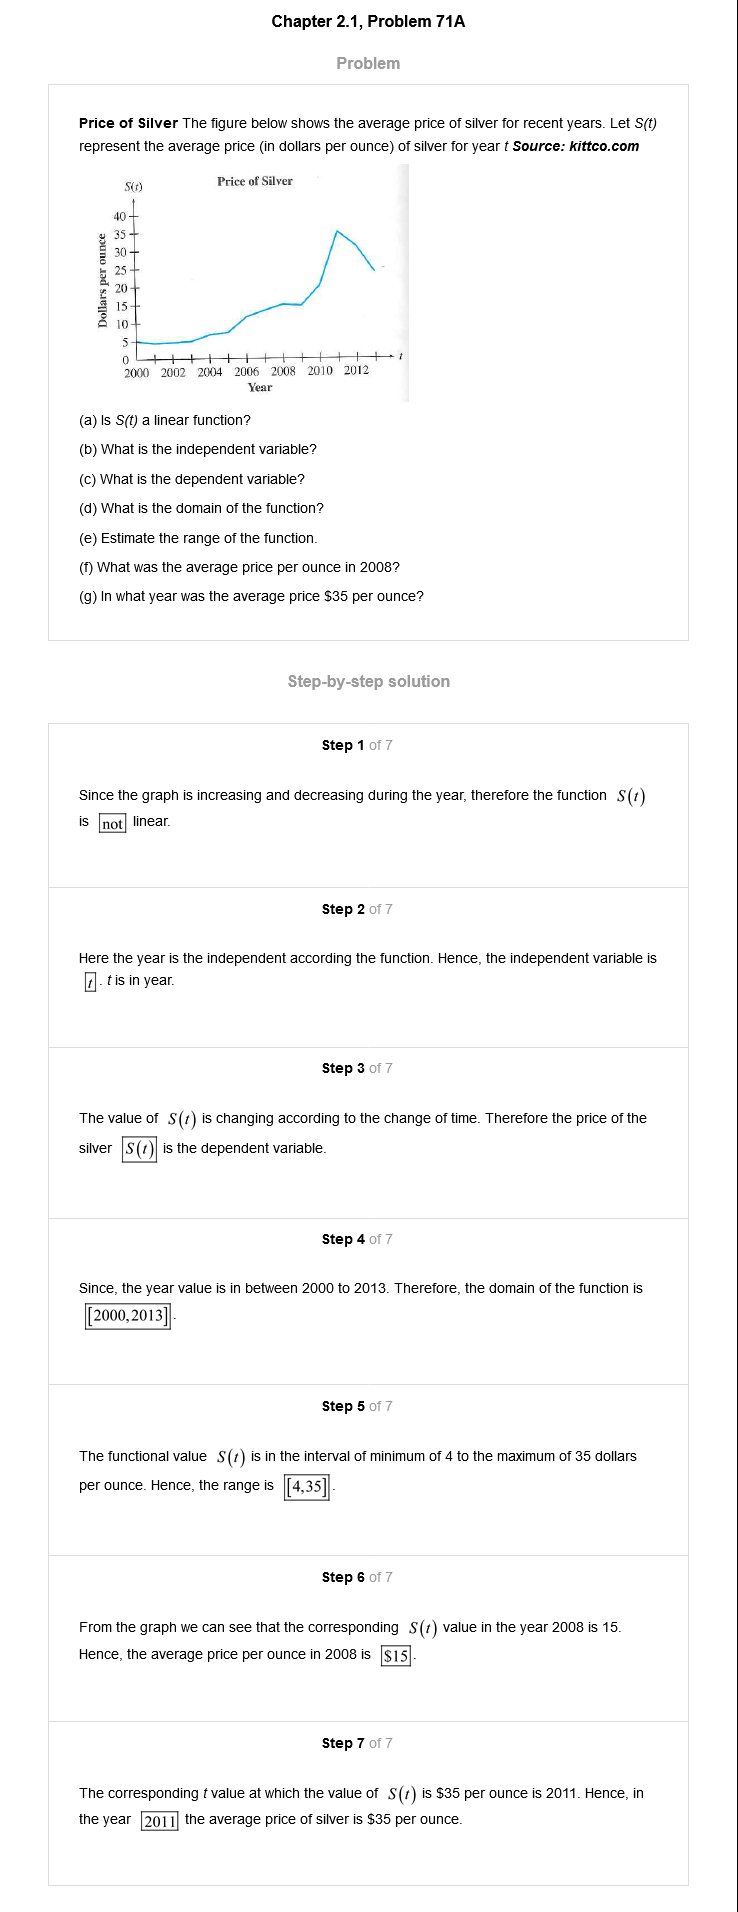 Chapter 2.1, Problem 71A
Problem
Price of Silver The figure below shows the average price of silver for recent years. Let S(t)
represent the average price (in dollars per ounce) of silver for year t Source: kittco.com
S(t)
Price of Silver
40
35
30
25
20
15
10
5
0
Dollars per ounce
t
2000 2002 2004 2006 2008 2010 2012
Year
(a) Is S(t) a linear function?
(b) What is the independent variable?
(c) What is the dependent variable?
(d) What is the domain of the function?
(e) Estimate the range of the function.
(f) What was the average price per ounce in 2008?
(g) In what year was the average price $35 per ounce?
Step-by-step solution
Step 1 of 7
Since the graph is increasing and decreasing during the year, therefore the function S(t)
is not linear.
Step 2 of 7
Here the year is the independent according the function. Hence, the independent variable is
t . t is in year.
Step 3 of 7
The value of S(t) is changing according to the change of time. Therefore the price of the
silver S(t) is the dependent variable.
Step 4 of 7
Since, the year value is in between 2000 to 2013. Therefore, the domain of the function is
[2000,2013].
Step 5 of 7
The functional value S(t) is in the interval of minimum of 4 to the maximum of 35 dollars
per ounce. Hence, the range is [4,35].
Step 6 of 7
From the graph we can see that the corresponding S(t) value in the year 2008 is 15.
Hence, the average price per ounce in 2008 is $15.
Step 7 of 7
The corresponding t value at which the value of S(t) is $35 per ounce is 2011. Hence, in
the year 2011 the average price of silver is $35 per ounce.